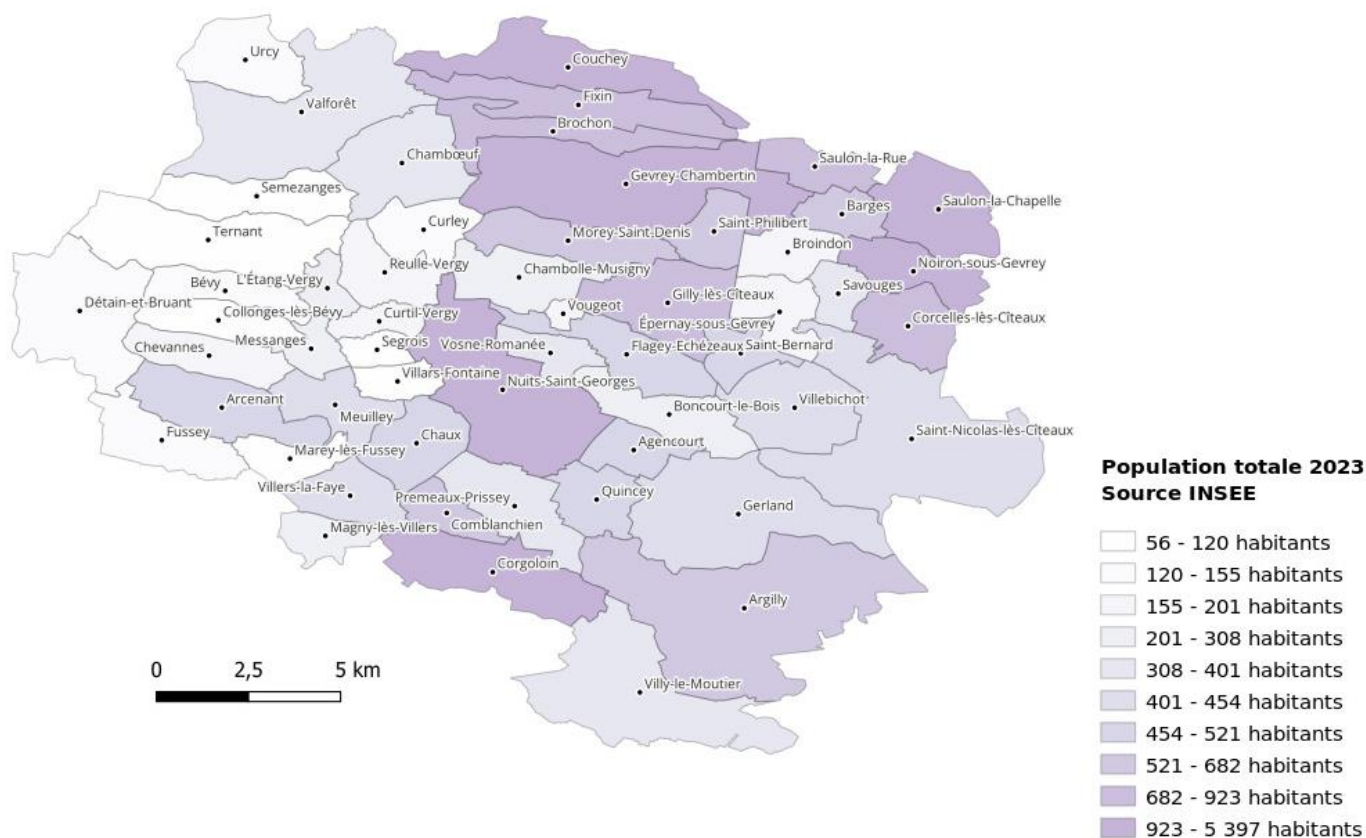 Urcy
Couchey
Valforêt
Fixin
Brochon
Chambœuf
Saulon-la-Rue
Gevrey-Chambertin
Semezanges
Saulon-la-Chapelle
Barges
Curley
Saint-Philibert
Ternant
Morey-Saint-Denis
Broindon
Reulle-Vergy
Chambolle-Musigny
Noiron-sous-Gevrey
Bévy
L'Étang-Vergy
Savouges
Gilly-lès-Cîteaux
Détain-et-Bruant
Collonges-lès-Bévy
Curtil-Vergy
Vougeot
Épernay-sous-Gevrey
Corcelles-lès-Cîteaux
Chevannes
Messanges
Segrois
Vosne-Romanée
Flagey-Echézeaux
Saint-Bernard
Villars-Fontaine
Nuits-Saint-Georges
Arcenant
Meuilley
Boncourt-le-Bois
Villebichot
Fussey
Chaux
Agencourt
Saint-Nicolas-lès-Cîteaux
Marey-lès-Fussey
Villers-la-Faye
Premeaux-Prissey
Quincey
Gerland
Magny-lès-Villers
Comblanchien
Corgoloin
Argilly
Villy-le-Moutier
0 2,5 5 km
Population totale 2023
Source INSEE
56 - 120 habitants
120 - 155 habitants
155 - 201 habitants
201 - 308 habitants
308 - 401 habitants
401 - 454 habitants
454 - 521 habitants
521 - 682 habitants
682 - 923 habitants
923 - 5 397 habitants